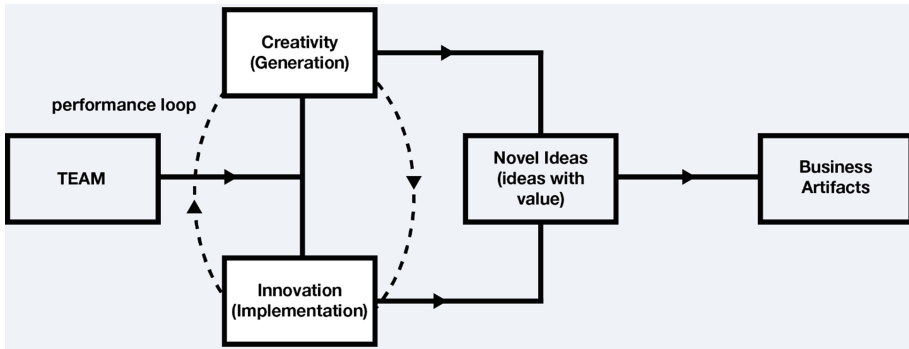 Creativity
(Generation)
performance loop
TEAM
Novel Ideas
(ideas with
value)
Business
Artifacts
Innovation
(Implementation)